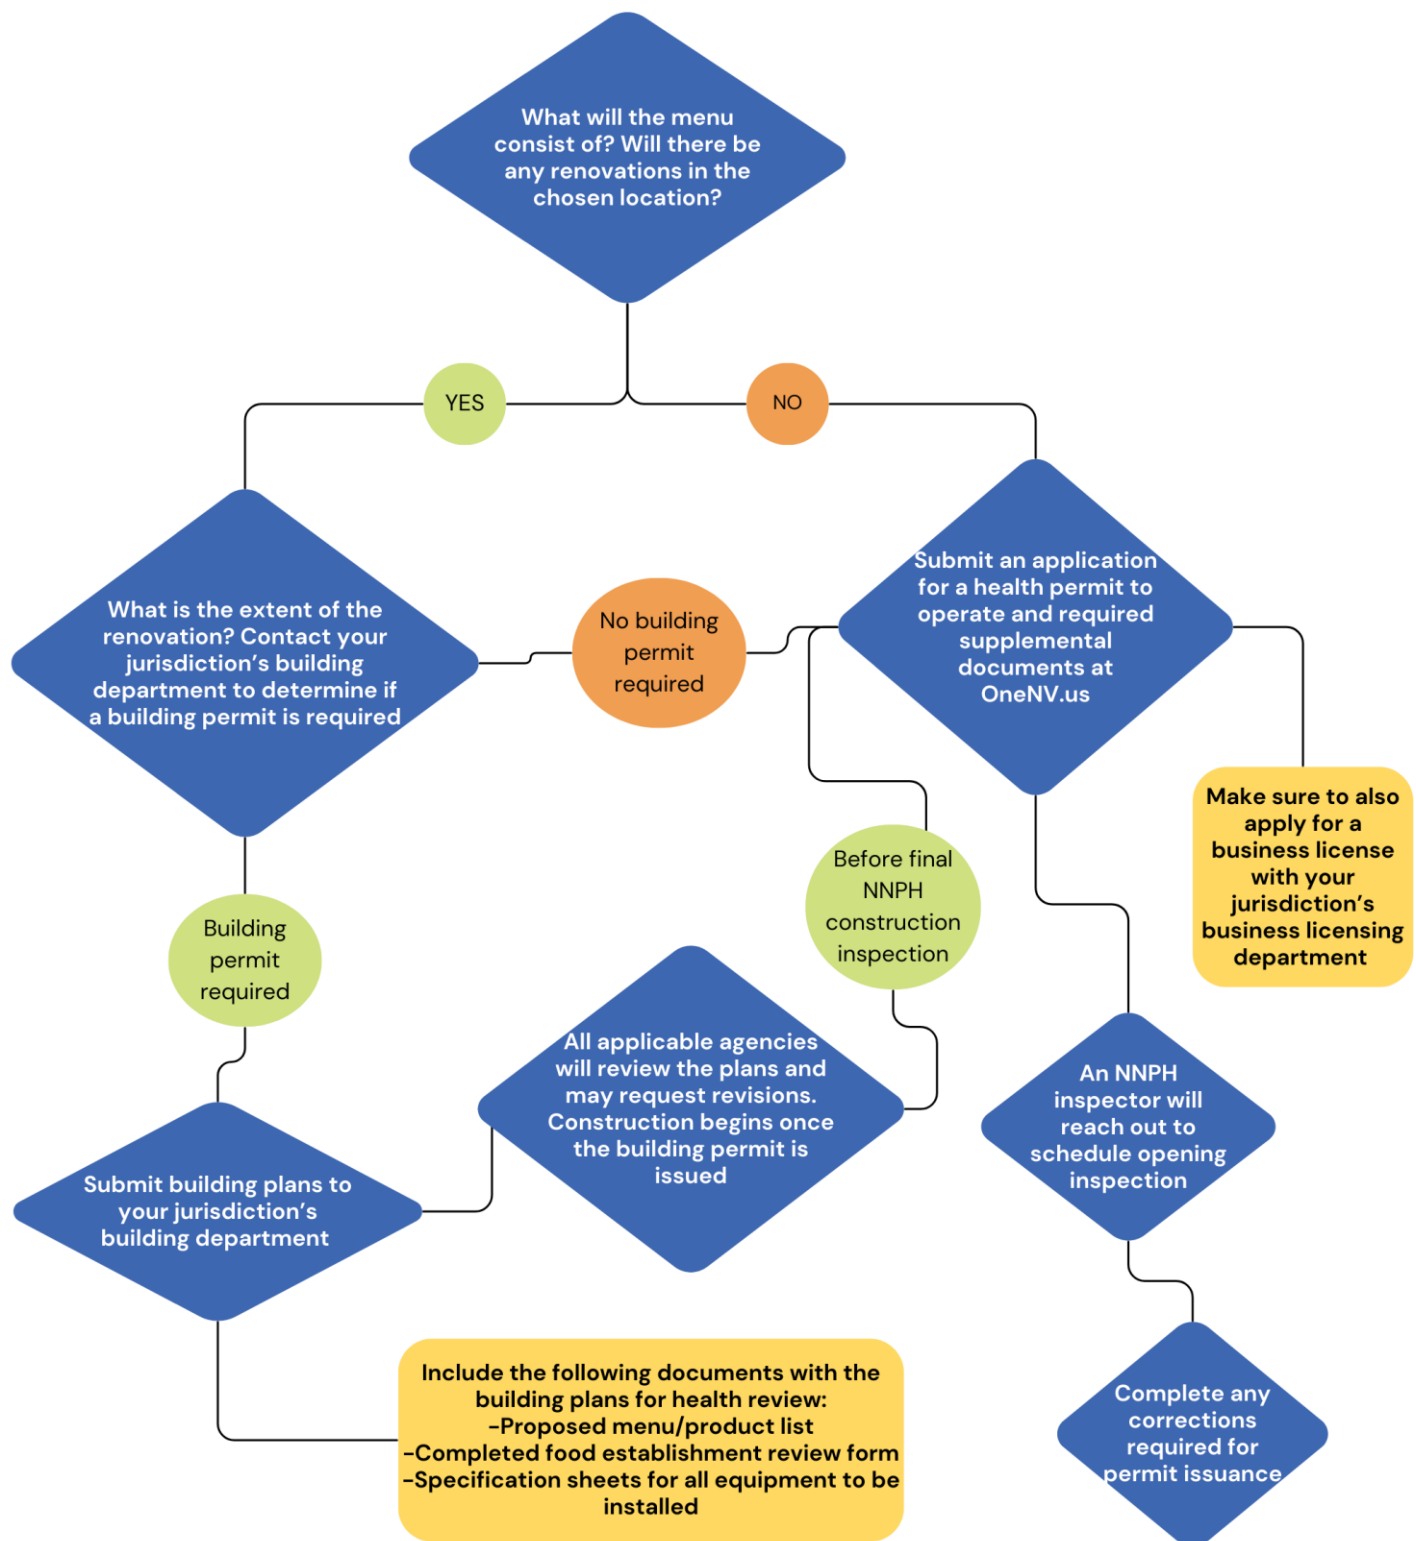 What will the menu
consist of? Will there be
any renovations in the
chosen location?
YES
NO
What is the extent of the
renovation? Contact your
jurisdiction's building
department to determine if
a building permit is required
No building
permit
required
Submit an application
for a health permit to
operate and required
supplemental
documents at
OneNV.us
Make sure to also
apply for a
business license
with your
jurisdiction's
business licensing
department
Building
permit
required
Before final
NNPH
construction
inspection
All applicable agencies
will review the plans and
may request revisions.
Construction begins once
the building permit is
issued
An NNPH
inspector will
reach out to
schedule opening
inspection
Submit building plans to
your jurisdiction's
building department
Include the following documents with the
building plans for health review:
-Proposed menu/product list
-Completed food establishment review form
-Specification sheets for all equipment to be
installed
Complete any
corrections
required for
permit issuance